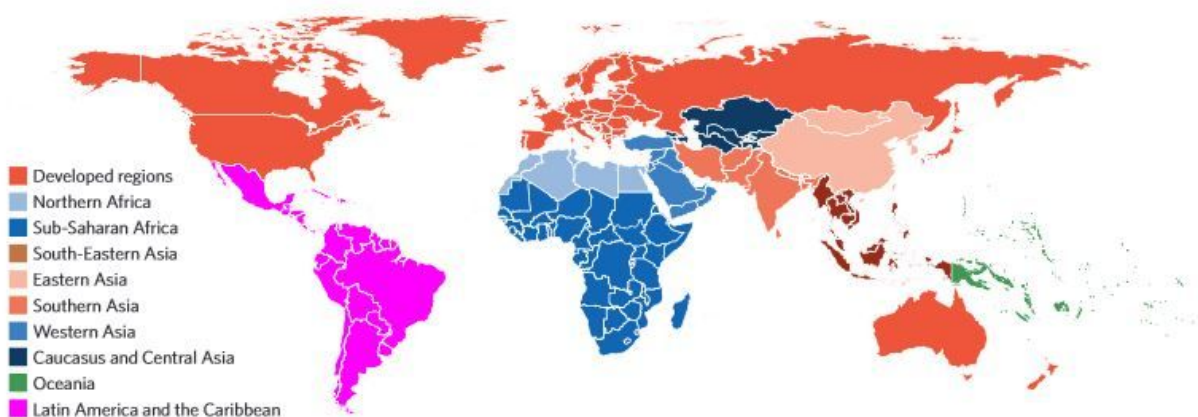 Developed regions
Northern Africa
Sub-Saharan Africa
South-Eastern Asia
Eastern Asia
Southern Asia
Western Asia
Caucasus and Central Asia
Oceania
Latin America and the Caribbean